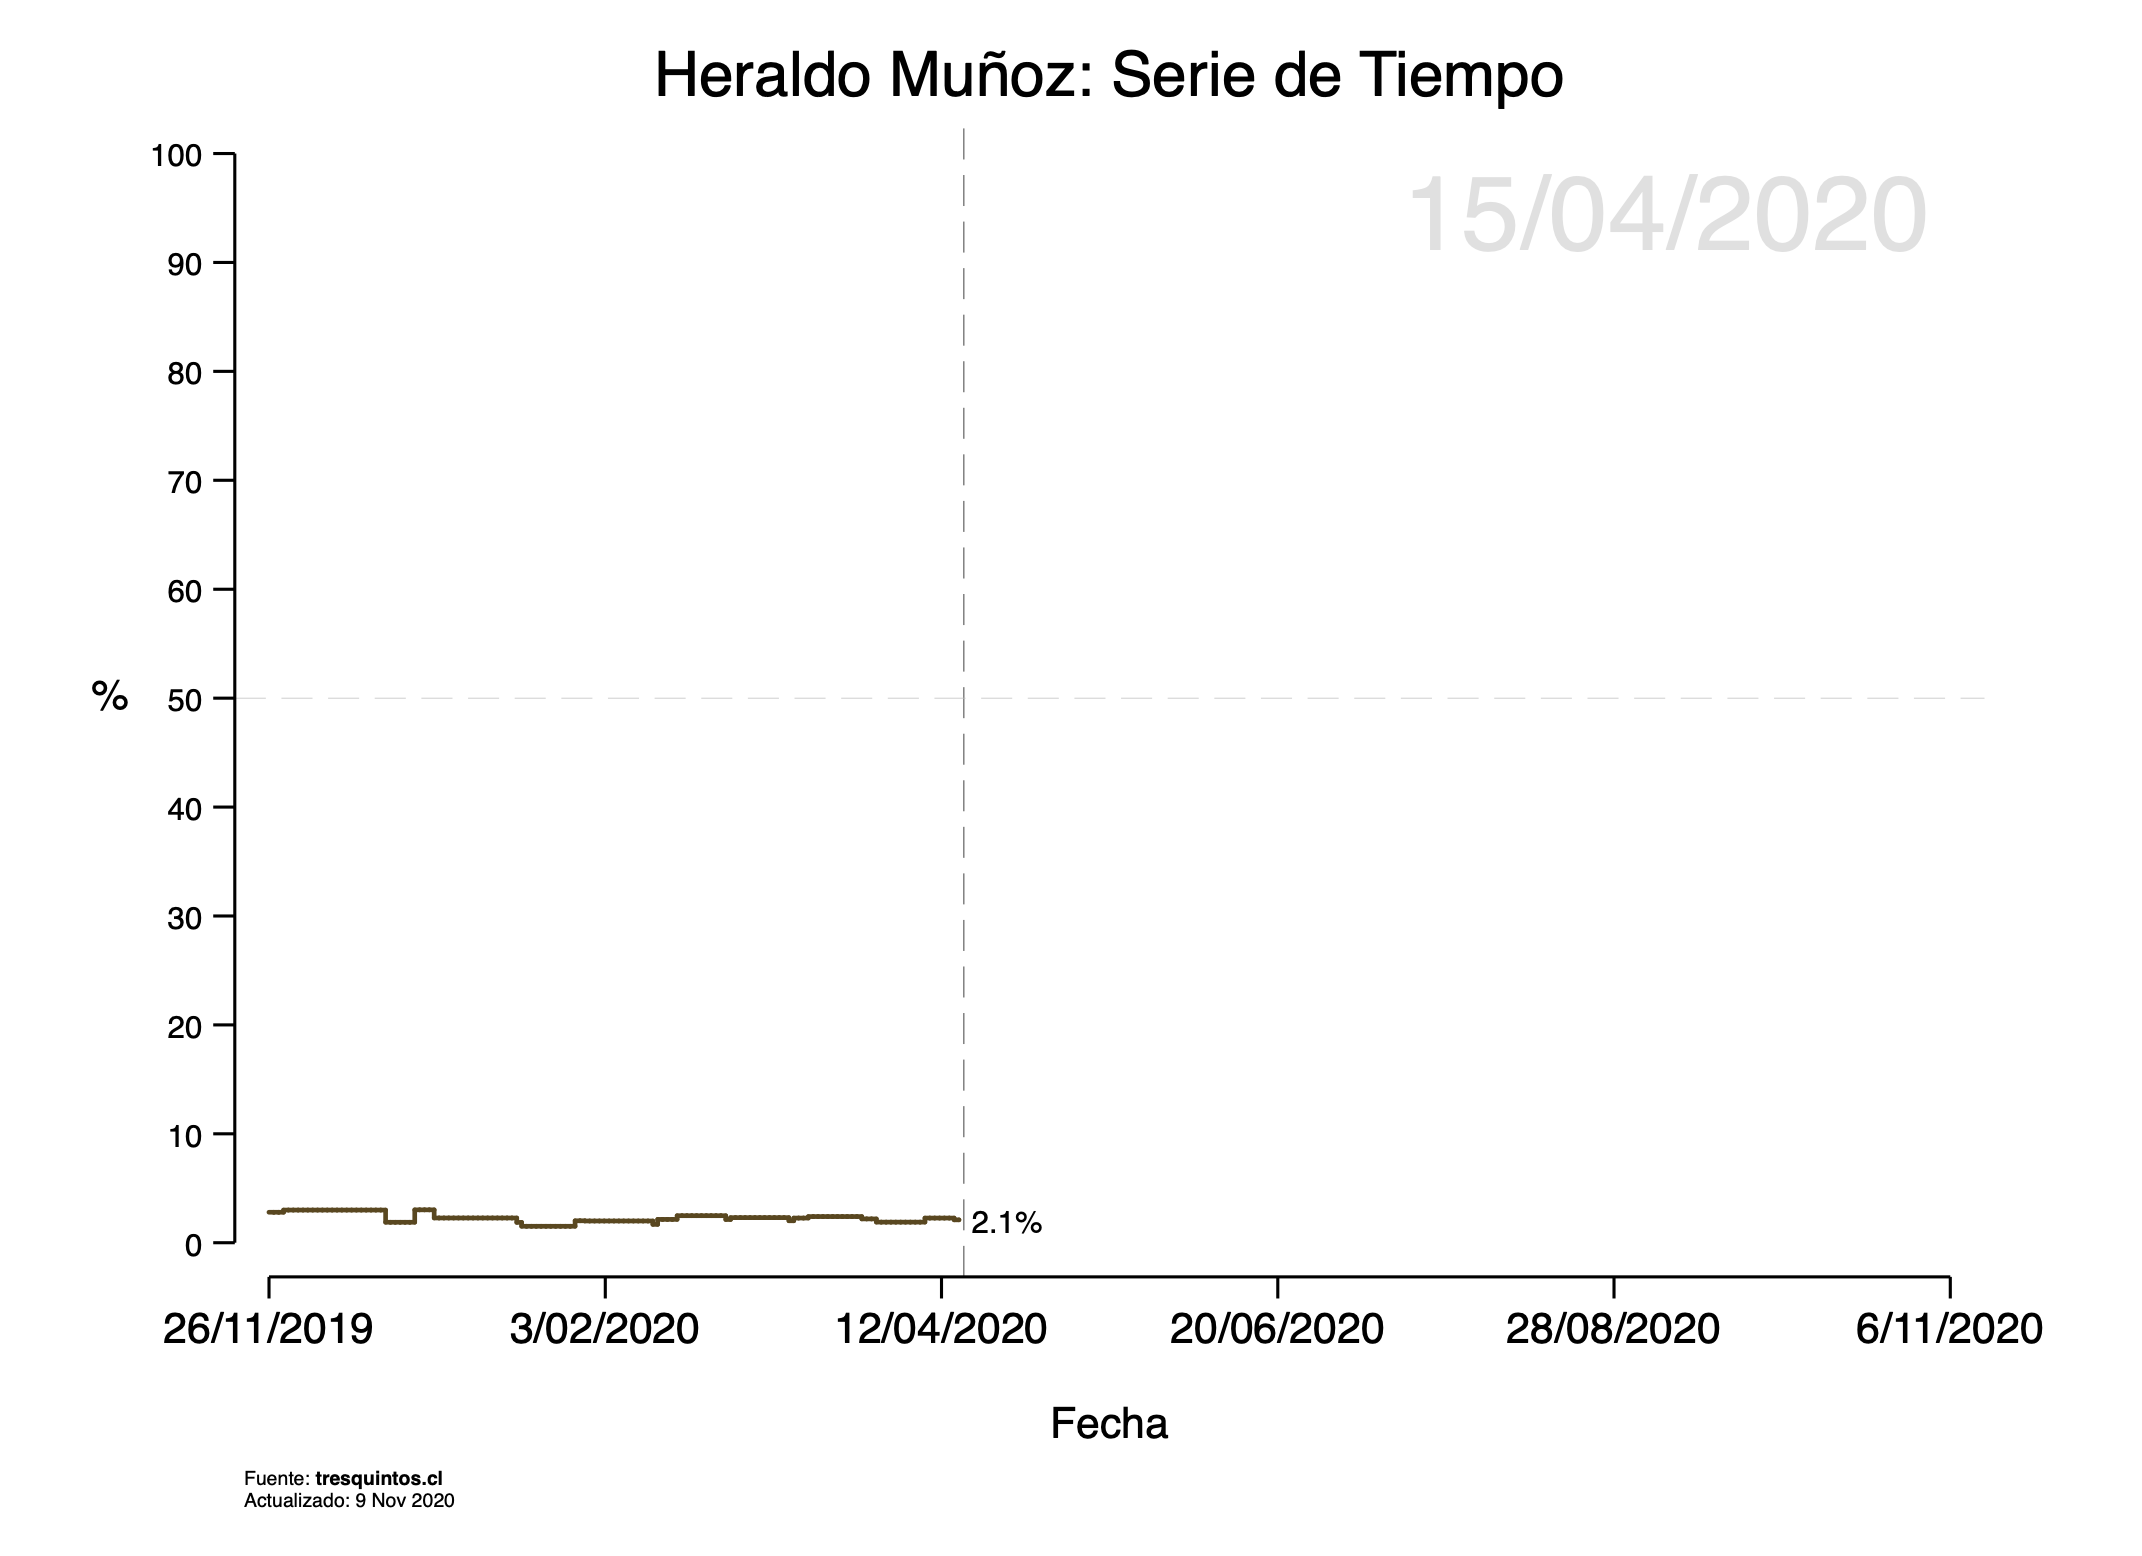 Heraldo Muñoz: Serie de Tiempo
15/04/2020
100
90
80
70
60
50
40
30
20
10
0
%
2.1%
26/11/2019 3/02/2020 12/04/2020 20/06/2020 28/08/2020 6/11/2020
Fecha
Fuente: tresquintos.cl
Actualizado: 9 Nov 2020